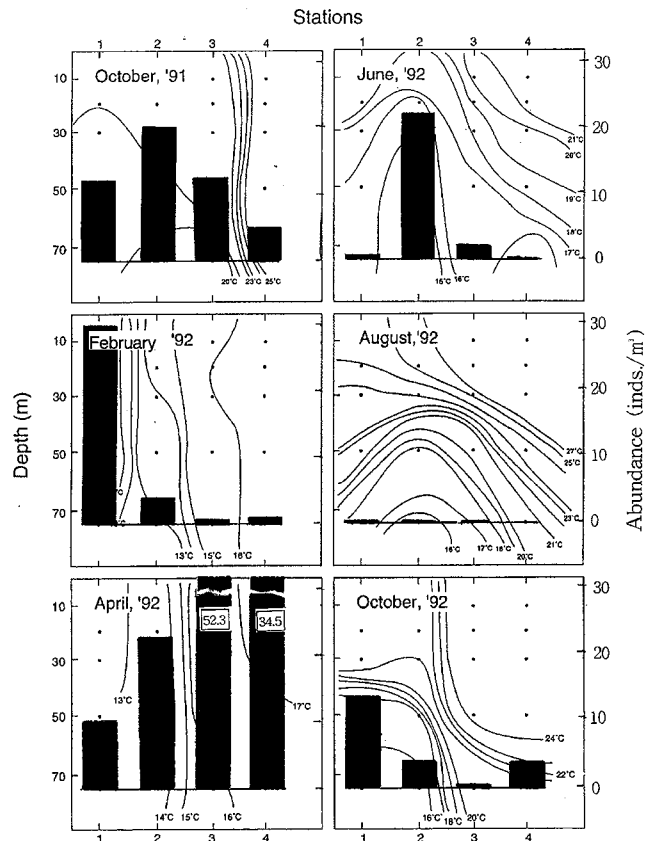 Stations
1 2 3 4
1 2 3 4
October, '91
10
30
50
70
20°C 23°C 25°C
June, '92
30
20
10
0
21°C
20°C
19°C
18°C
17°C
15°C 16°C
February '92
10
30
50
70
13°C 15°C 16°C
August, '92
30
20
10
0
27°C
25°C
23°C
21°C
20°C
18°C
17°C
16°C
April, '92
10
30
50
70
52.3
34.5
13°C
17°C
14°C 15°C 16°C
October, '92
30
20
10
0
24°C
22°C
16°C 18°C 20°C
1 2 3 4
1 2 3 4
Depth (m)
Abundance (inds./m³)